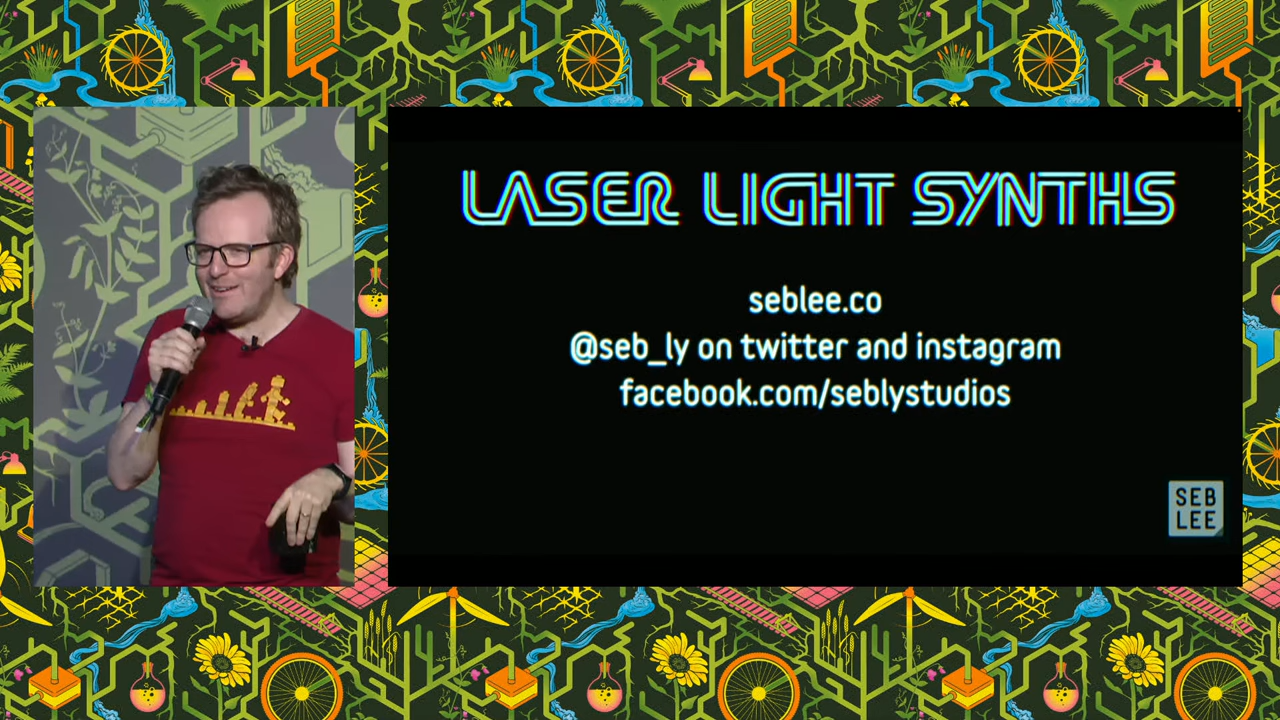 LASER LIGHT SYNTHS
seblee.co
@seb_ly on twitter and instagram
facebook.com/seblystudios
SEB
LEE